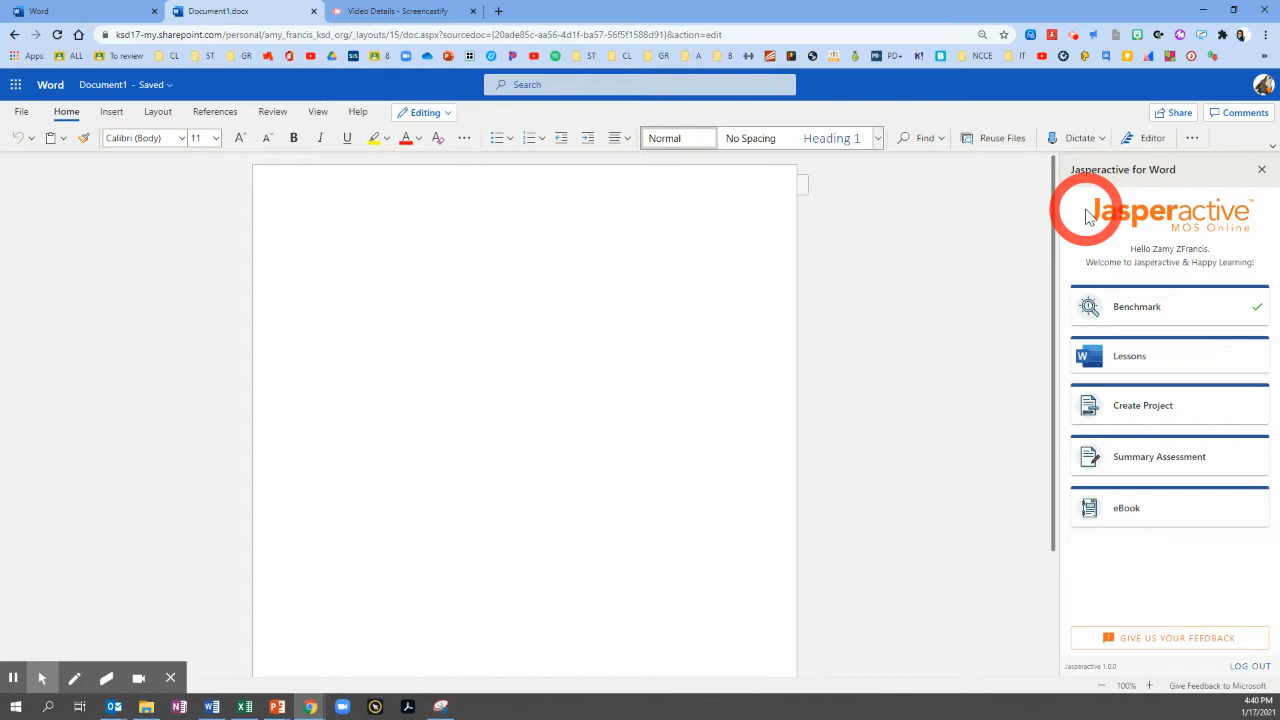 Word
Document1.docx
Video Details - Screencastify
ksd17-my.sharepoint.com/personal/amy_francis_ksd_org/_layouts/15/doc.aspx?sourcedoc={20ade85c-aa56-4d1f-ba57-56f5f1588d91}&action=edit
Apps To review ALL ST GR SIS 8 ST CL GR A 8 PD+ NCCE IT
Word Document1 - Saved Search
File Home Insert Layout References Review View Help Editing Share Comments
Calibri (Body) 11 B I U A Normal No Spacing Heading 1 Find Reuse Files Dictate Editor
Jasperactive for Word
Jasperactive™
MOS Online
Hello Zamy ZFrancis.
Welcome to Jasperactive & Happy Learning!
Benchmark
Lessons
Create Project
Summary Assessment
eBook
GIVE US YOUR FEEDBACK
Jasperactive 1.0.0 LOG OUT
100% Give Feedback to Microsoft
4:40 PM
1/17/2021